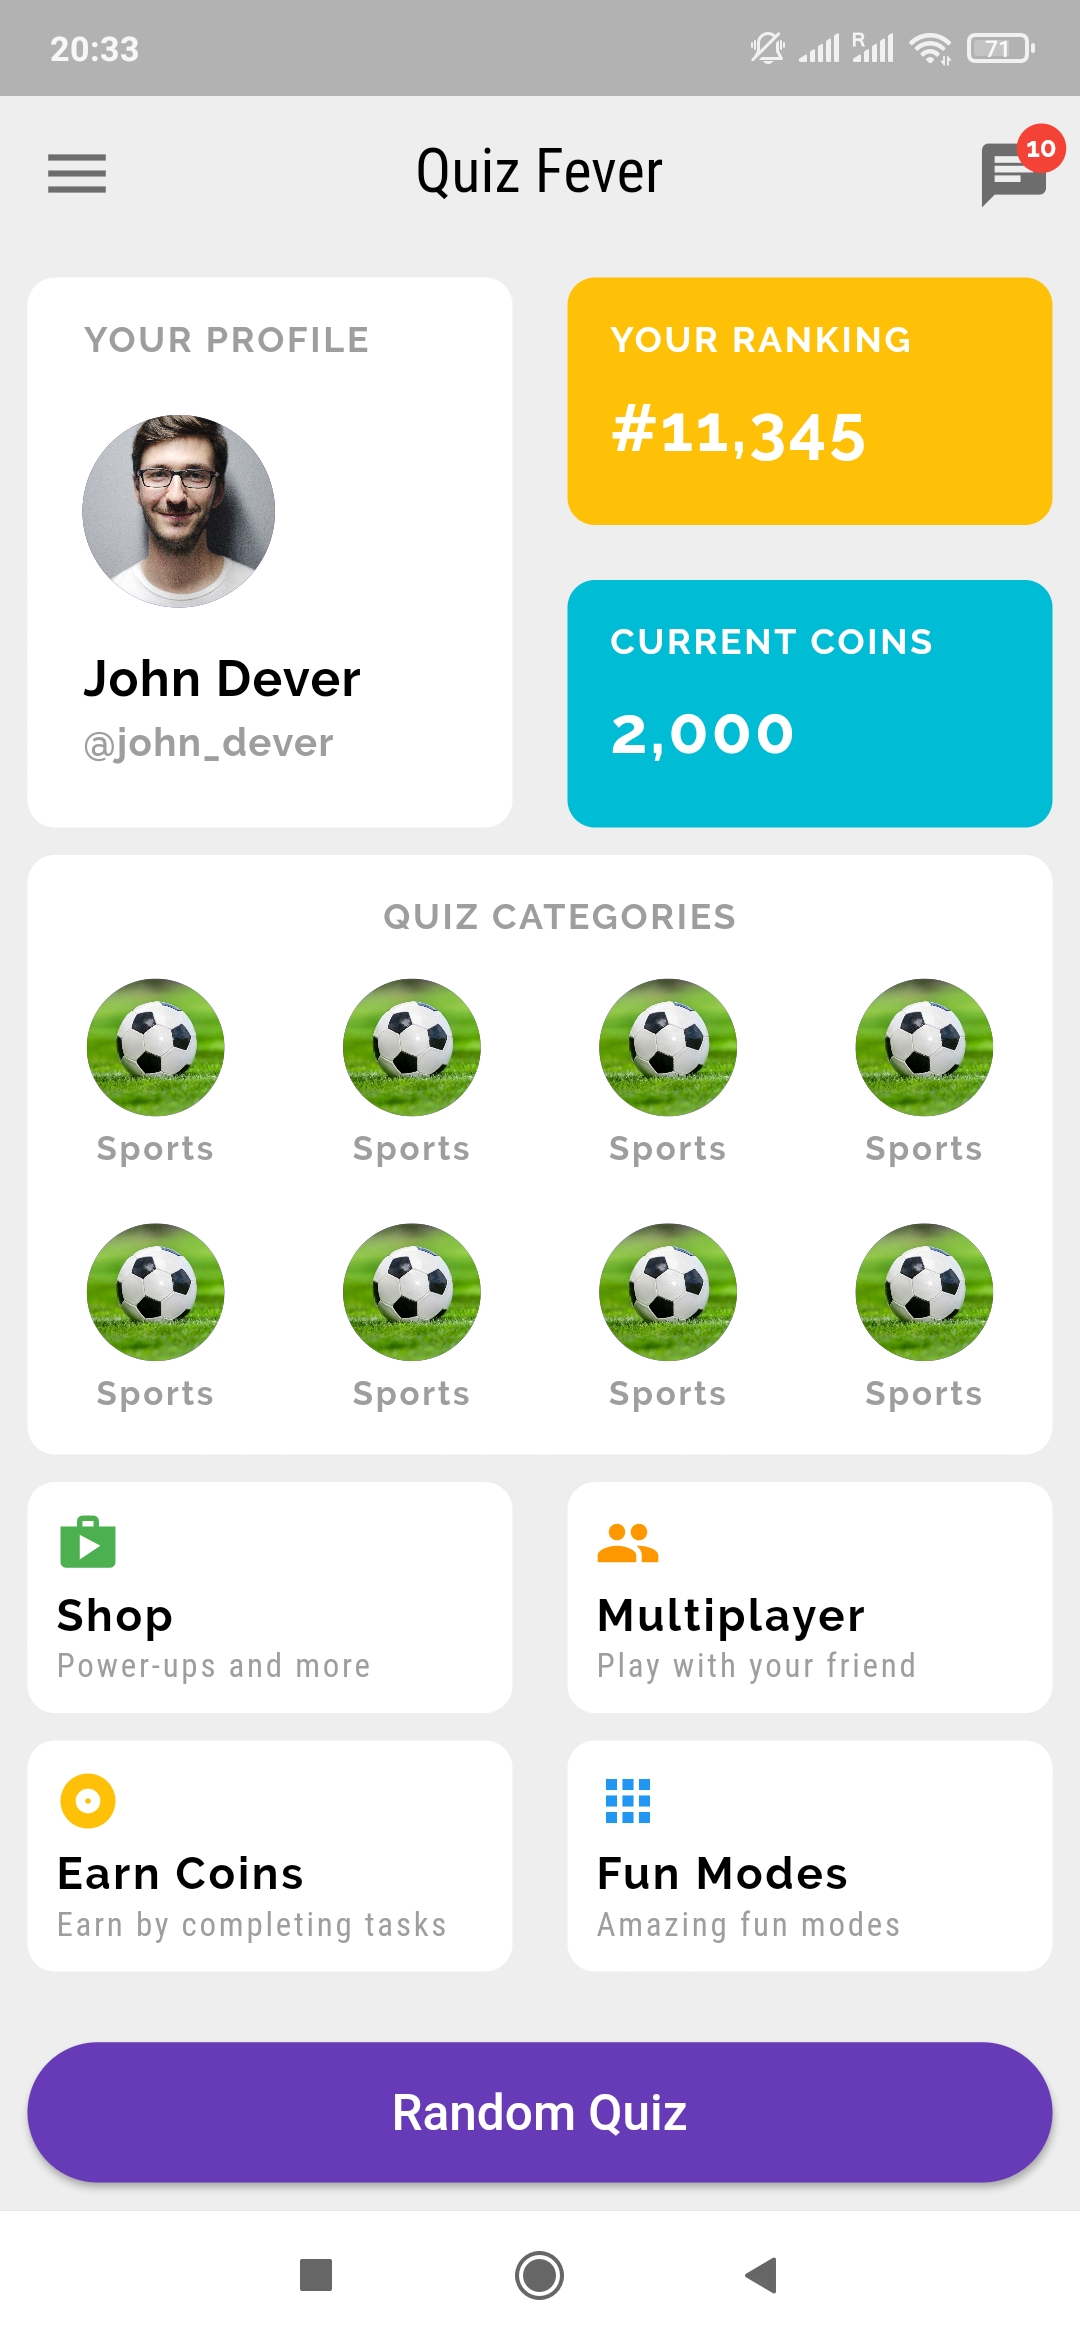 20:33
R
71
Quiz Fever
10
YOUR PROFILE
John Dever
@john_dever
YOUR RANKING
#11,345
CURRENT COINS
2,000
QUIZ CATEGORIES
Sports Sports Sports Sports
Sports Sports Sports Sports
Shop
Power-ups and more
Multiplayer
Play with your friend
Earn Coins
Earn by completing tasks
Fun Modes
Amazing fun modes
Random Quiz